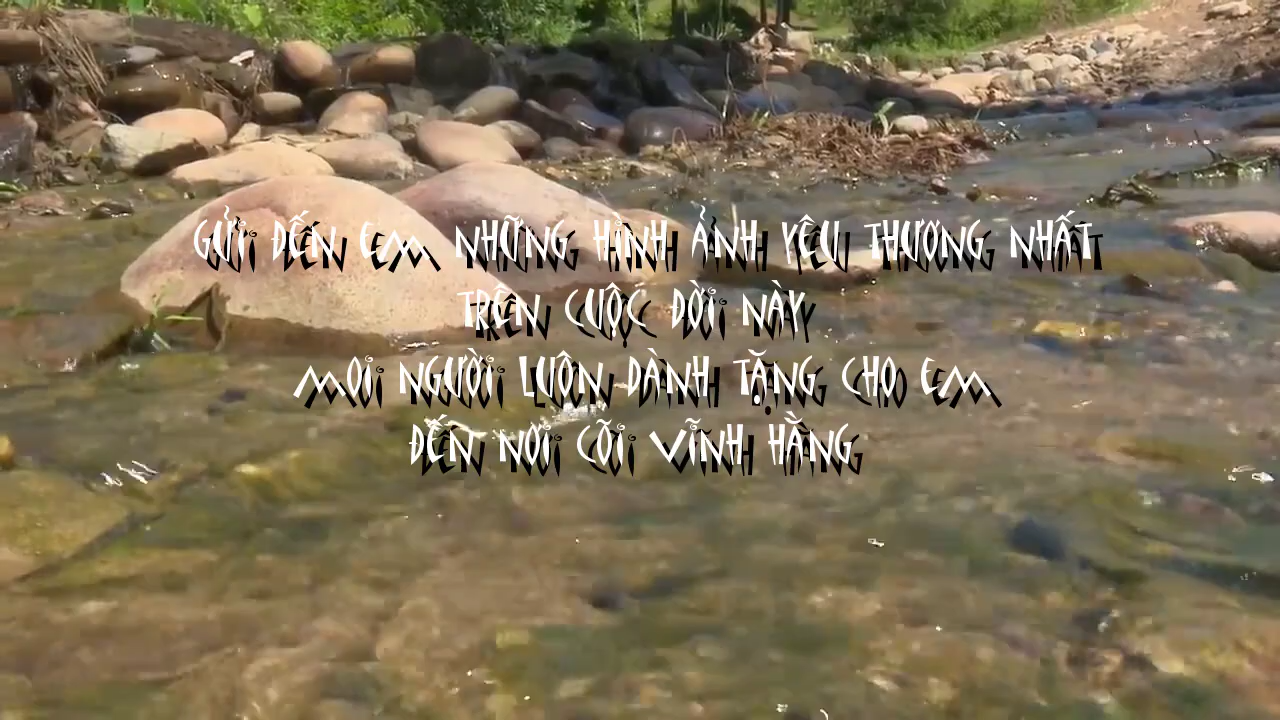 GỬI ĐẾN EM NHỮNG HÌNH ẢNH YÊU THƯƠNG NHẤT
TRÊN CUỘC ĐỜI NÀY
MỌI NGƯỜI LUÔN DÀNH TẶNG CHO EM
ĐẾN NƠI CÕI VĨNH HẰNG